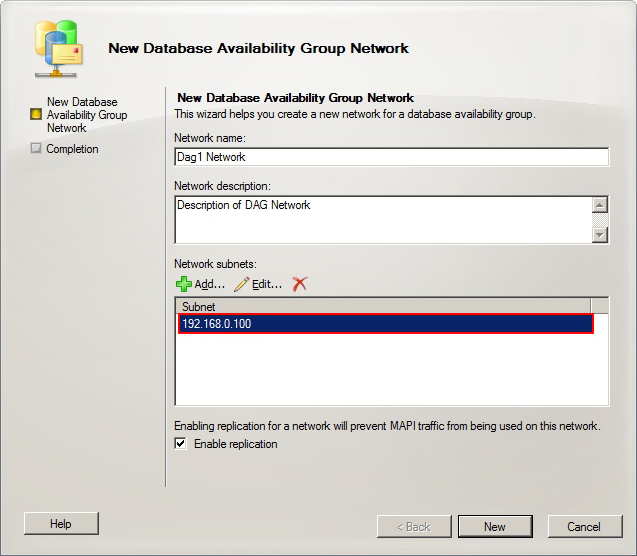 New Database Availability Group Network
New Database
Availability Group
Network
Completion
New Database Availability Group Network
This wizard helps you create a new network for a database availability group.
Network name:
Dag1 Network
Network description:
Description of DAG Network
Network subnets:
Add... Edit...
Subnet
192.168.0.100
Enabling replication for a network will prevent MAPI traffic from being used on this network.
Enable replication
Help < Back New Cancel